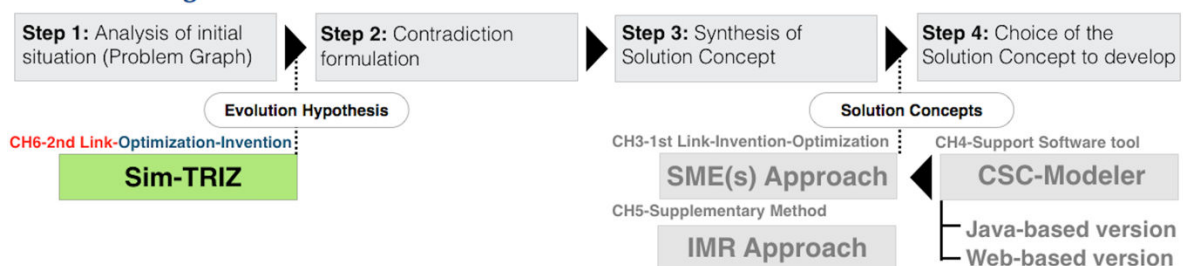 Step 1: Analysis of initial
situation (Problem Graph)
Step 2: Contradiction
formulation
Step 3: Synthesis of
Solution Concept
Step 4: Choice of the
Solution Concept to develop
Evolution Hypothesis
Solution Concepts
CH6-2nd Link-Optimization-Invention
Sim-TRIZ
CH3-1st Link-Invention-Optimization
SME(s) Approach
CH4-Support Software tool
CSC-Modeler
CH5-Supplementary Method
IMR Approach
Java-based version
Web-based version